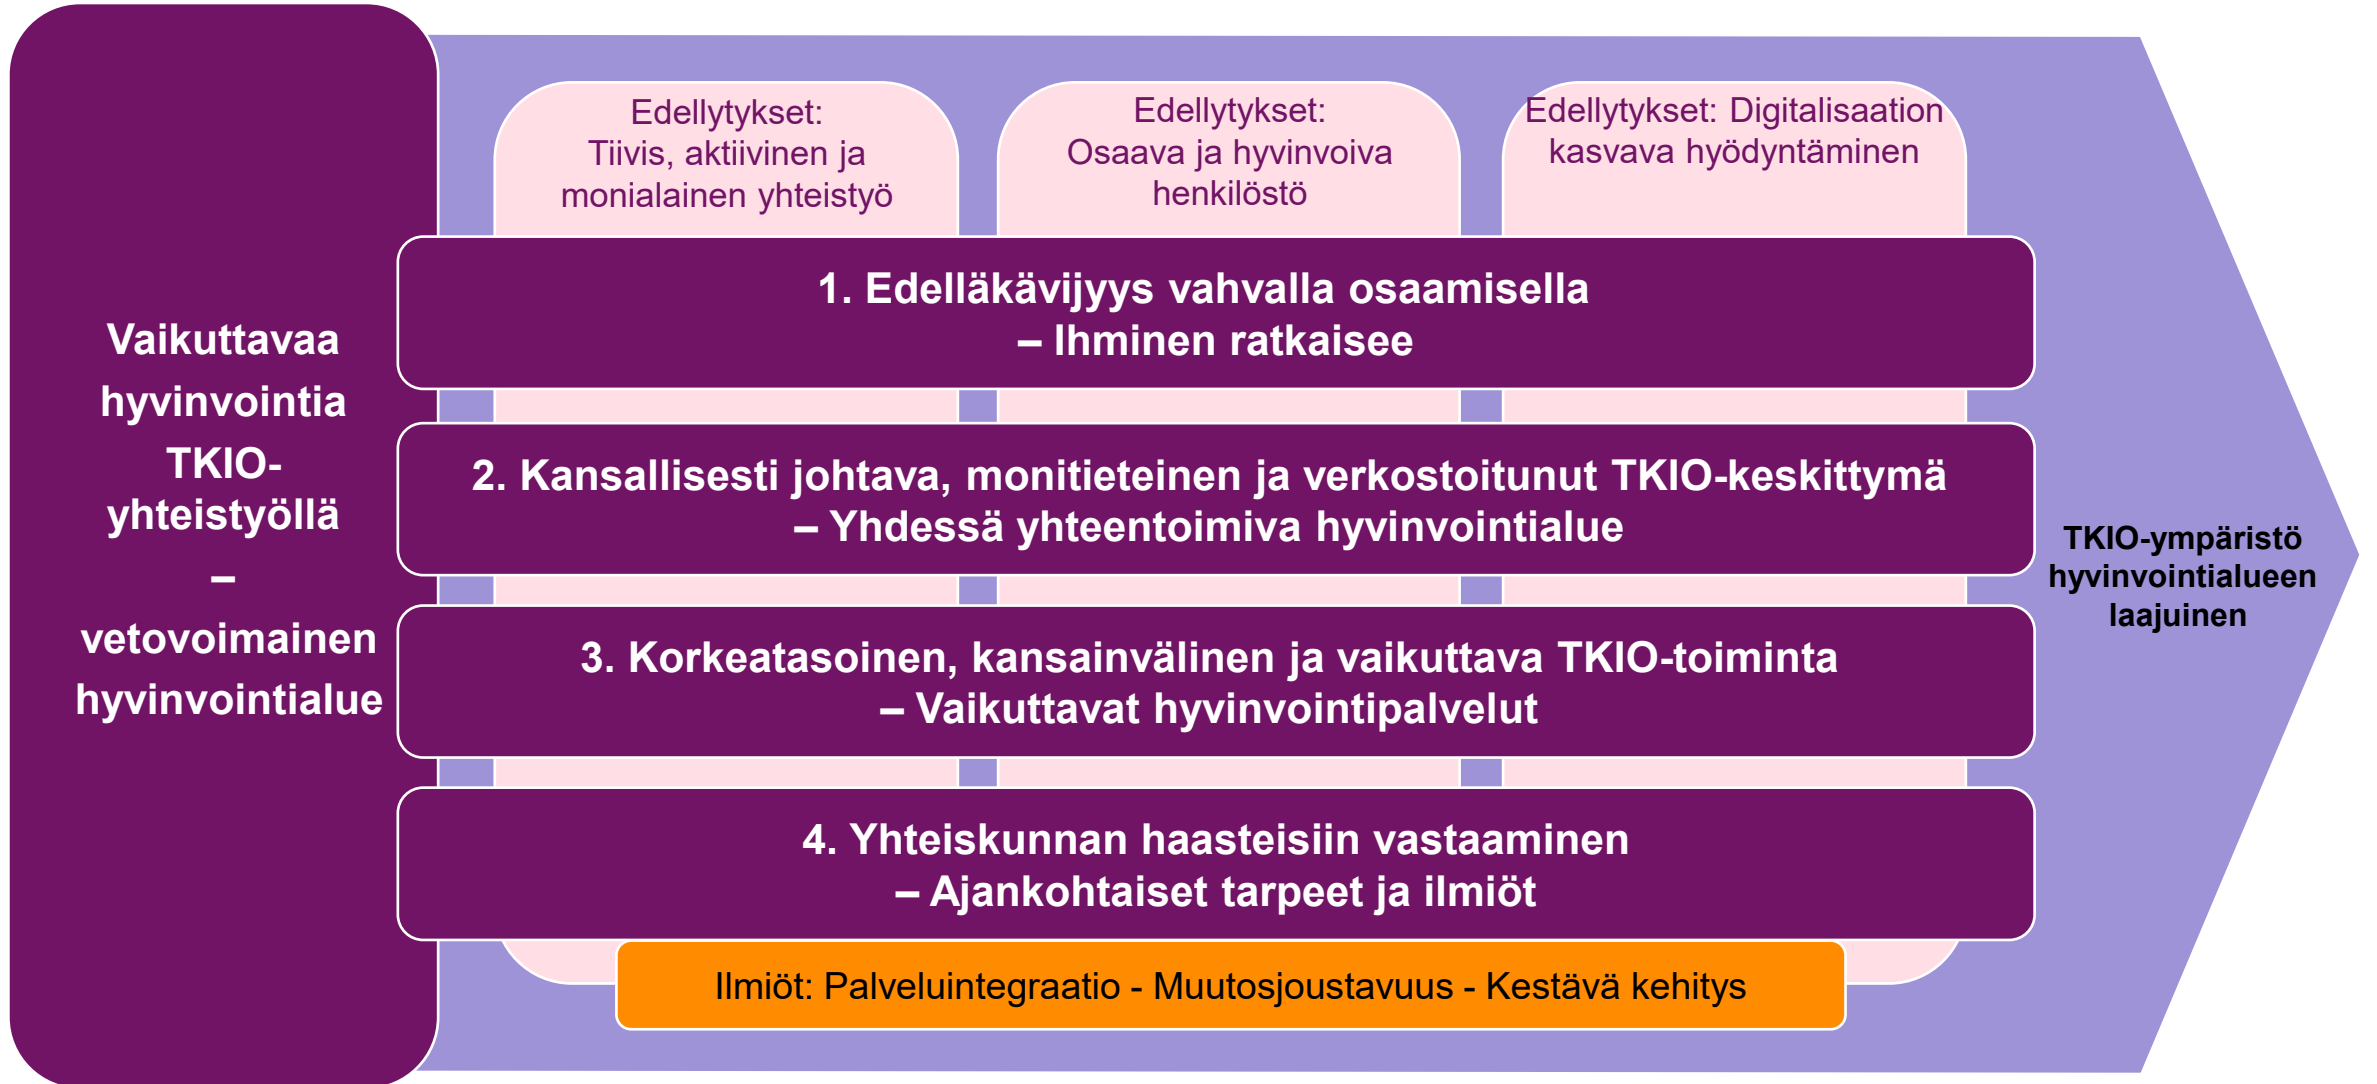 Vaikuttavaa
hyvinvointia
TKIO-
yhteistyöllä
–
vetovoimainen
hyvinvointialue
Edellytykset:
Tiivis, aktiivinen ja
monialainen yhteistyö
Edellytykset:
Osaava ja hyvinvoiva
henkilöstö
Edellytykset: Digitalisaation
kasvava hyödyntäminen
1. Edelläkävijyys vahvalla osaamisella
– Ihminen ratkaisee
2. Kansallisesti johtava, monitieteinen ja verkostoitunut TKIO-keskittymä
– Yhdessä yhteentoimiva hyvinvointialue
3. Korkeatasoinen, kansainvälinen ja vaikuttava TKIO-toiminta
– Vaikuttavat hyvinvointipalvelut
4. Yhteiskunnan haasteisiin vastaaminen
– Ajankohtaiset tarpeet ja ilmiöt
Ilmiöt: Palveluintegraatio - Muutosjoustavuus - Kestävä kehitys
TKIO-ympäristö
hyvinvointialueen
laajuinen